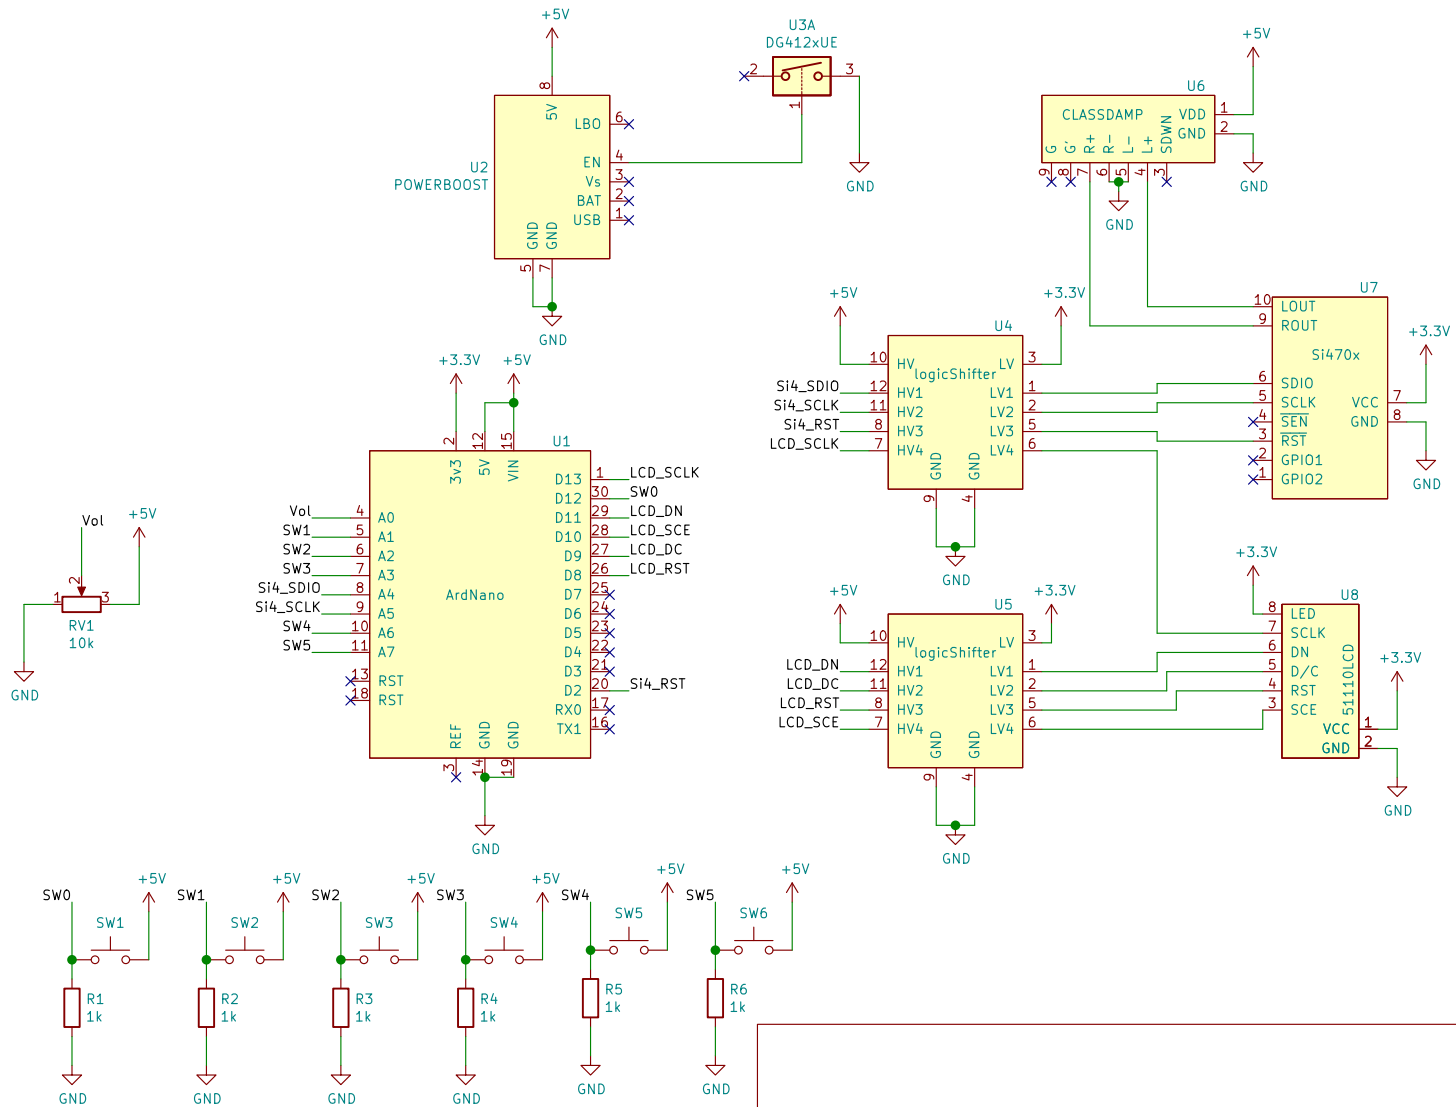 +5V
8
5V
LBO
6
EN
4
Vs
3
BAT
2
USB
1
GND
GND
5
7
U2
POWERBOOST
GND
U3A
DG412xUE
2
3
1
GND
+5V
U6
CLASSDAMP
VDD
1
GND
2
G
G'
R+
R-
L-
L+
SDWN
9
8
7
6
5
4
3
GND
GND
+5V
+3.3V
U4
10
HV
LV
3
logicShifter
Si4_SDIO
12
HV1
LV1
1
Si4_SCLK
11
HV2
LV2
2
Si4_RST
8
HV3
LV3
5
LCD_SCLK
7
HV4
LV4
6
GND
GND
9
4
GND
U7
10
LOUT
9
ROUT
Si470x
6
SDIO
5
SCLK
4
SEN
3
RST
2
GPIO1
1
GPIO2
VCC
7
GND
8
+3.3V
GND
+3.3V
+5V
2
12
15
3V3
5V
VIN
U1
ArdNano
Vol
4
A0
SW1
5
A1
SW2
6
A2
SW3
7
A3
Si4_SDIO
8
A4
Si4_SCLK
9
A5
SW4
10
A6
SW5
11
A7
13
RST
18
RST
D13
1
LCD_SCLK
D12
30
SW0
D11
29
LCD_DN
D10
28
LCD_SCE
D9
27
LCD_DC
D8
26
LCD_RST
D7
25
D6
24
D5
23
D4
22
D3
21
D2
20
Si4_RST
RX0
17
TX1
16
REF
GND
GND
3
14
19
GND
Vol
+5V
2
1
3
RV1
10k
GND
+5V
+3.3V
U5
10
HV
LV
3
logicShifter
LCD_DN
12
HV1
LV1
1
LCD_DC
11
HV2
LV2
2
LCD_RST
8
HV3
LV3
5
LCD_SCE
7
HV4
LV4
6
GND
GND
9
4
GND
+3.3V
U8
8
LED
7
SCLK
6
DN
5
D/C
4
RST
3
SCE
51110LCD
VCC
1
GND
2
+3.3V
GND
SW0
+5V
SW1
R1
1k
GND
SW1
+5V
SW2
R2
1k
GND
SW2
+5V
SW3
R3
1k
GND
SW3
+5V
SW4
R4
1k
GND
SW4
+5V
SW5
R5
1k
GND
SW5
+5V
SW6
R6
1k
GND